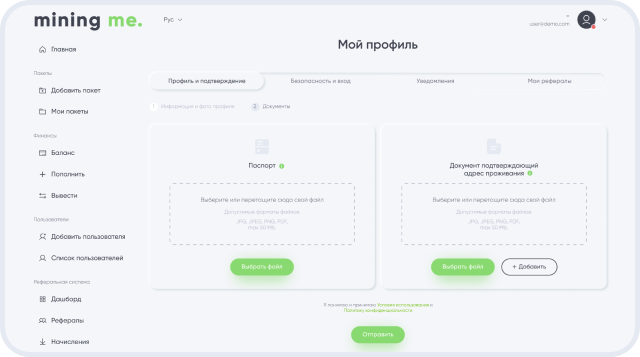 mining me.
Рус
user@demo.com
Мой профиль
Главная
Пакеты
Добавить пакет
Мои пакеты
Финансы
Баланс
Пополнить
Вывести
Пользователи
Добавить пользователя
Список пользователей
Реферальная система
Дашборд
Рефералы
Начисления
Профиль и подтверждение
Безопасность и вход
Уведомления
Мои рефералы
1 Информация и фото профиля
2 Документы
Паспорт
Выберите или перетащите сюда свой файл
Допустимые форматы файлов
JPG, JPEG, PNG, PDF,
max 50 Mb.
Выбрать файл
Документ подтверждающий
адрес проживания
Выберите или перетащите сюда свой файл
Допустимые форматы файлов
JPG, JPEG, PNG, PDF,
max 50 Mb.
Выбрать файл
+ Добавить
Я понимаю и принимаю Условия использования и
Политику конфиденциальности
Отправить